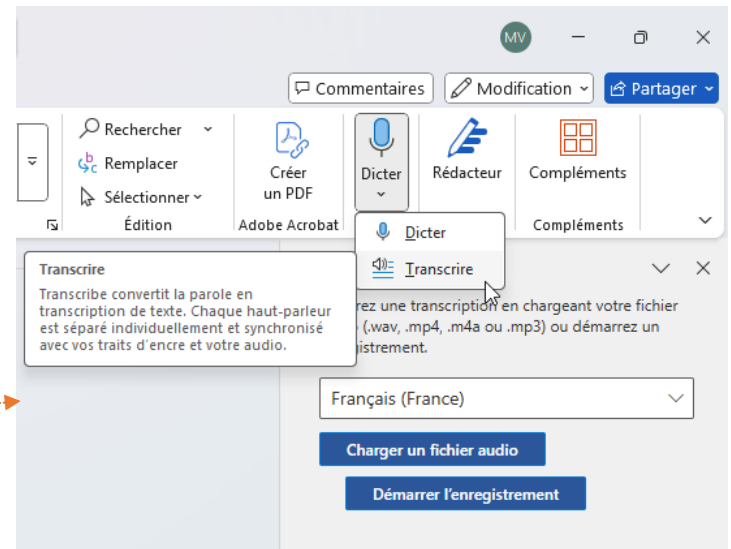 MV
Commentaires
Modification
Partager
Rechercher
Remplacer
Sélectionner
Édition
Créer
un PDF
Adobe Acrobat
Dicter
Rédacteur
Compléments
Compléments
Dicter
Transcrire
Transcrire
Transcribe convertit la parole en
transcription de texte. Chaque haut-parleur
est séparé individuellement et synchronisé
avec vos traits d'encre et votre audio.
rez une transcription en chargeant votre fichier
(.wav, .mp4, .m4a ou .mp3) ou démarrez un
istrement.
Français (France)
Charger un fichier audio
Démarrer l'enregistrement